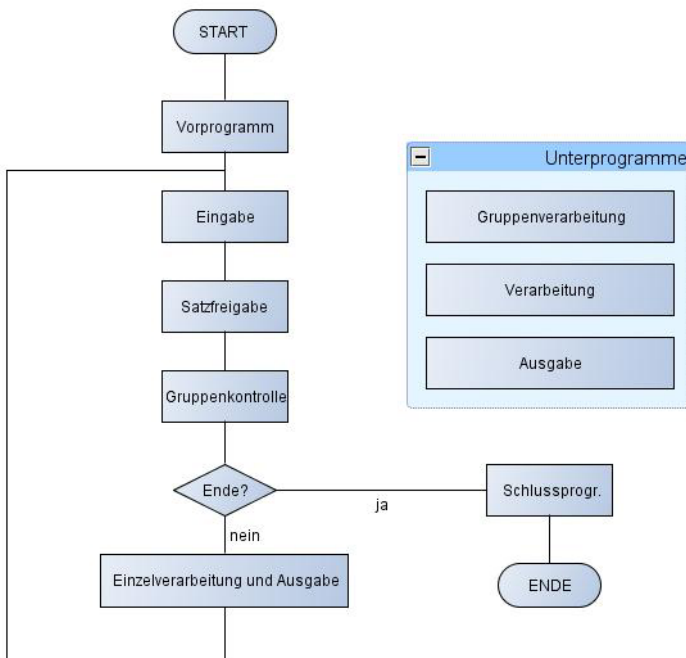 START
Vorprogramm
Eingabe
Satzfreigabe
Gruppenkontrolle
Ende?
ja
nein
Einzelverarbeitung und Ausgabe
Schlussprogr.
ENDE
Unterprogramme
Gruppenverarbeitung
Verarbeitung
Ausgabe